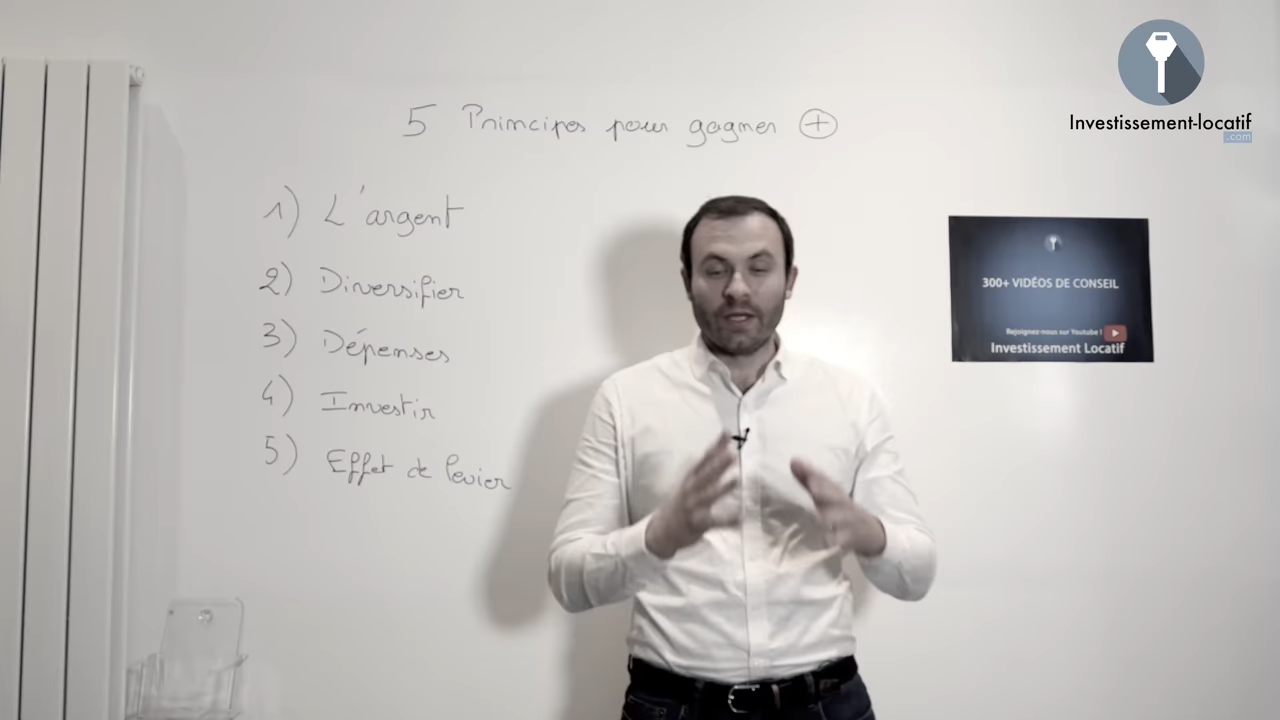 5 Principes pour gagner +
1) L'argent
2) Diversifier
3) Dépenses
4) Investir
5) Effet de levier
Investissement-locatif
.com
300+ VIDÉOS DE CONSEIL
Rejoignez-nous sur Youtube !
Investissement Locatif